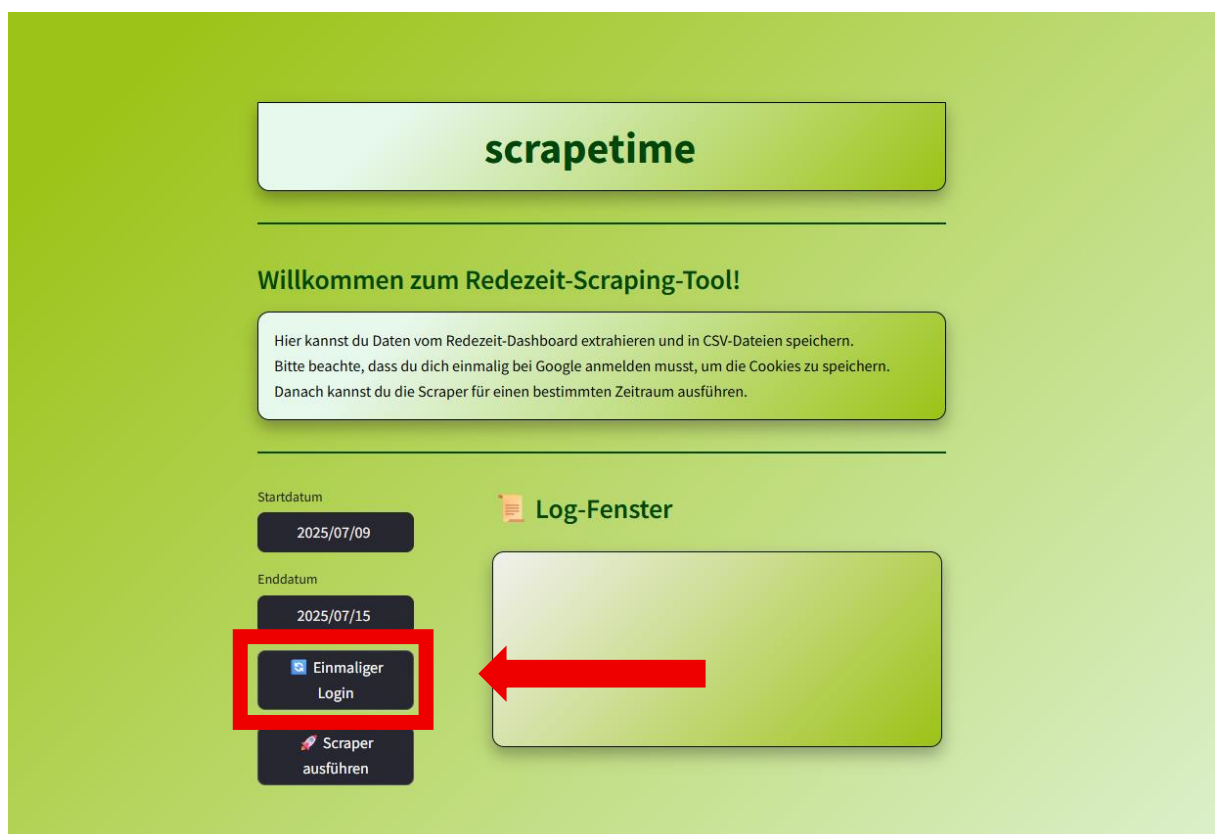 scrapetime
Willkommen zum Redezeit-Scraping-Tool!
Hier kannst du Daten vom Redezeit-Dashboard extrahieren und in CSV-Dateien speichern.
Bitte beachte, dass du dich einmalig bei Google anmelden musst, um die Cookies zu speichern.
Danach kannst du die Scraper für einen bestimmten Zeitraum ausführen.
Startdatum
2025/07/09
Enddatum
2025/07/15
🔄 Einmaliger
Login
🚀 Scraper
ausführen
📜 Log-Fenster